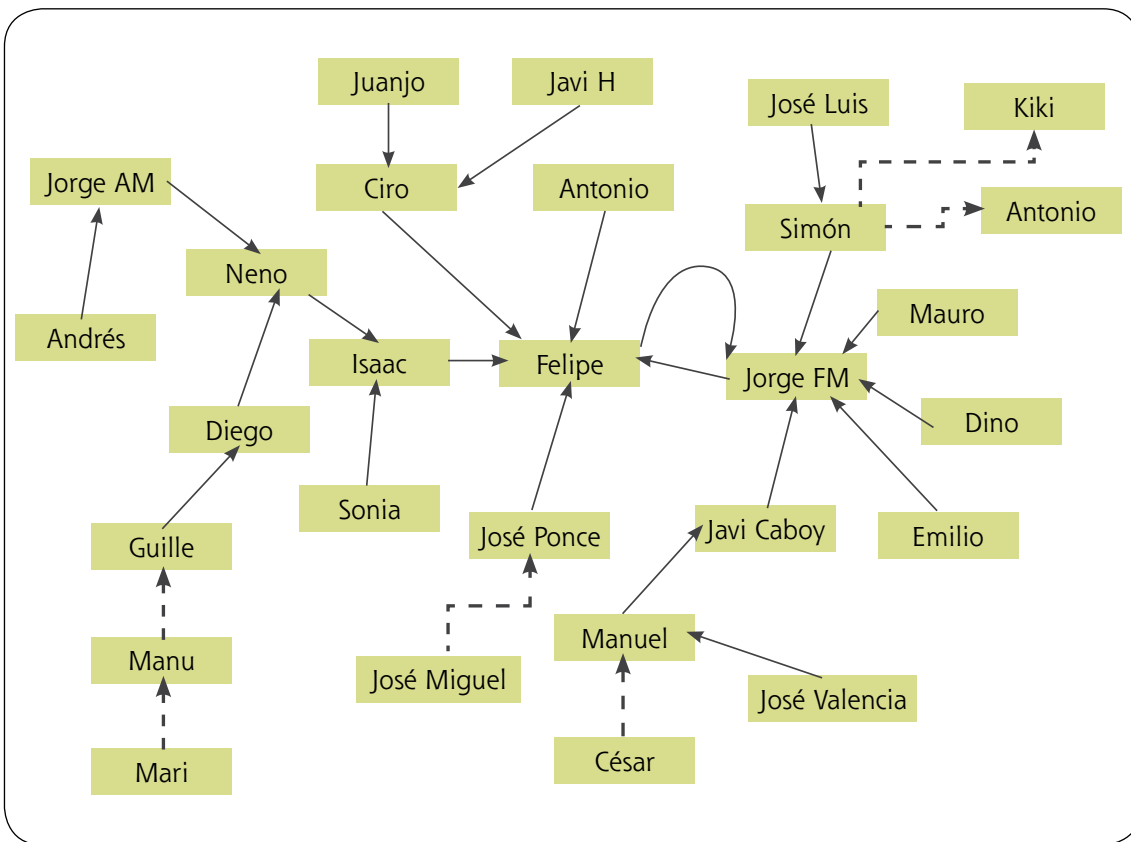 Juanjo
Javi H
José Luis
Kiki
Jorge AM
Ciro
Antonio
Simón
Antonio
Neno
Mauro
Andrés
Isaac
Felipe
Jorge FM
Diego
Dino
Sonia
Guille
José Ponce
Javi Caboy
Emilio
Manu
Manuel
José Miguel
José Valencia
Mari
César